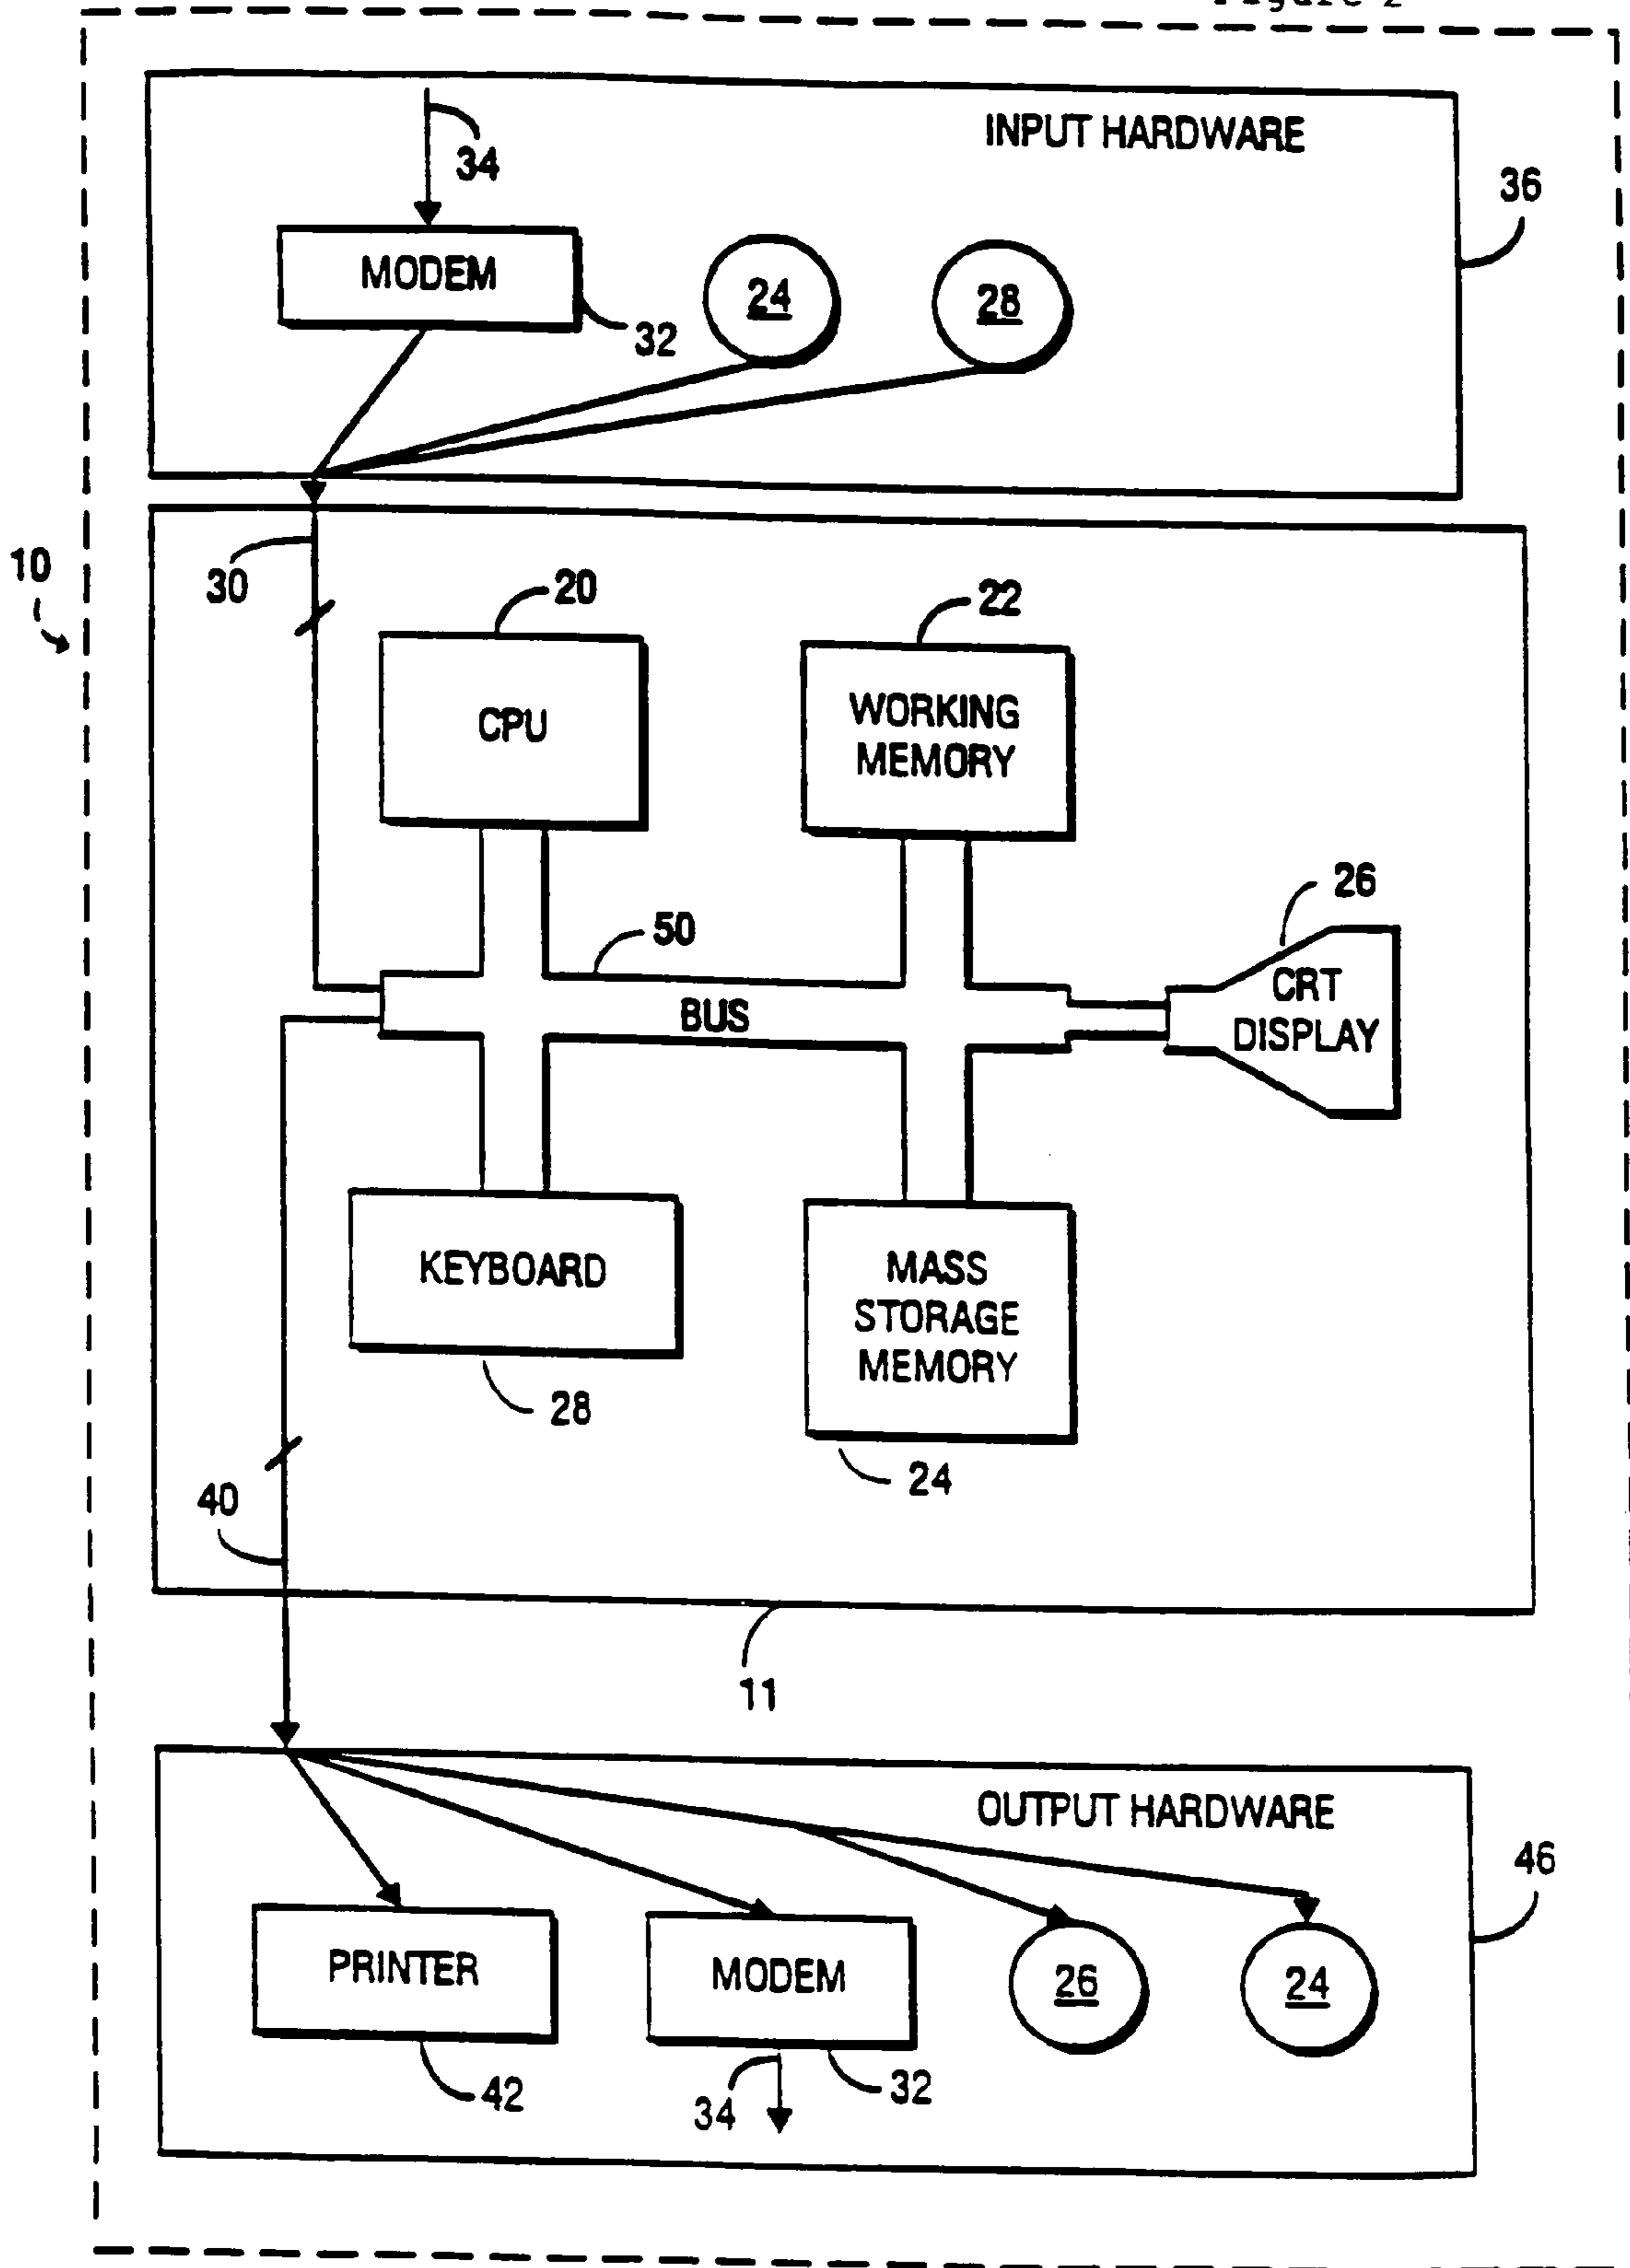 Figure 2
INPUT HARDWARE
34
36
MODEM
24
28
32
10
30
20
22
CPU
WORKING
MEMORY
26
50
CRT
DISPLAY
BUS
KEYBOARD
MASS
STORAGE
MEMORY
28
24
40
11
OUTPUT HARDWARE
46
PRINTER
MODEM
26
24
42
34
32